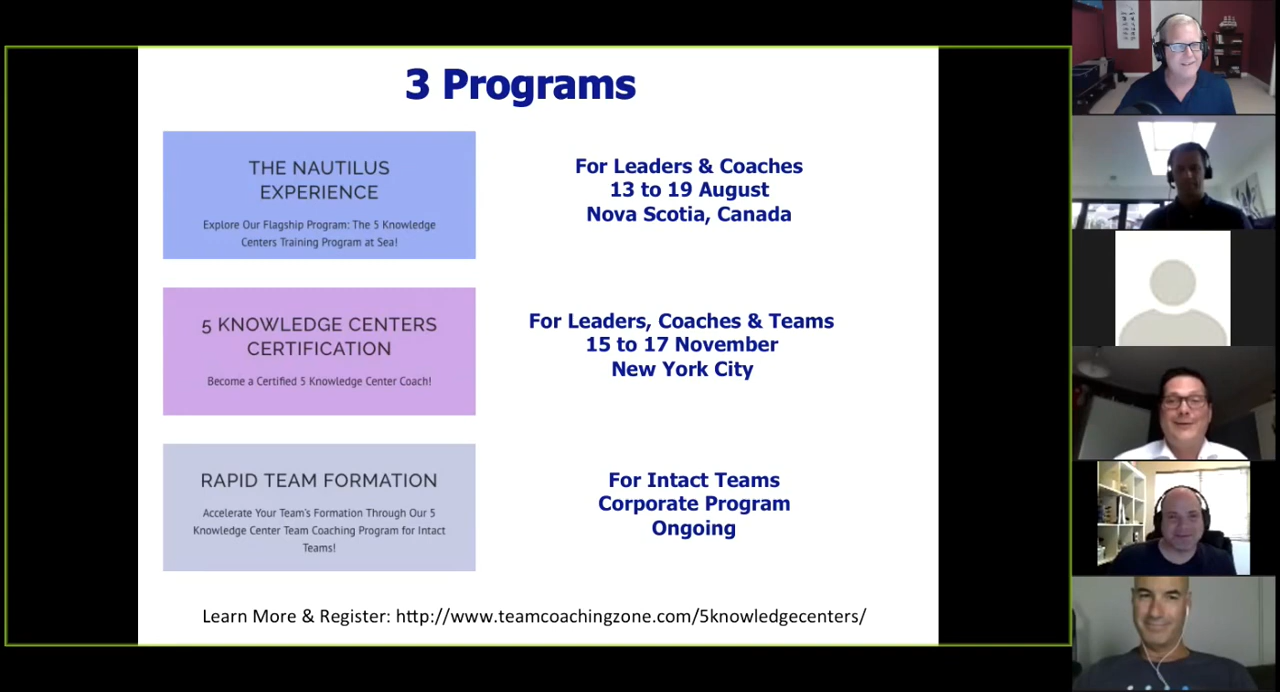 3 Programs
THE NAUTILUS
EXPERIENCE
Explore Our Flagship Program: The 5 Knowledge
Centers Training Program at Sea!
For Leaders & Coaches
13 to 19 August
Nova Scotia, Canada
5 KNOWLEDGE CENTERS
CERTIFICATION
Become a Certified 5 Knowledge Center Coach!
For Leaders, Coaches & Teams
15 to 17 November
New York City
RAPID TEAM FORMATION
Accelerate Your Team's Formation Through Our 5
Knowledge Center Team Coaching Program for Intact
Teams!
For Intact Teams
Corporate Program
Ongoing
Learn More & Register: http://www.teamcoachingzone.com/5knowledgecenters/